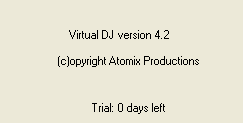 Virtual DJ version 4.2
(c)opyright Atomix Productions
Trial: 0 days left